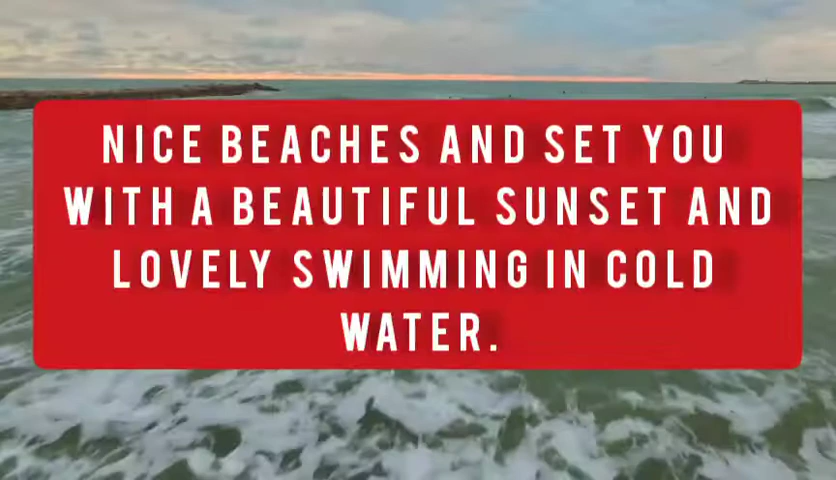 NICE BEACHES AND SET YOU
WITH A BEAUTIFUL SUNSET AND
LOVELY SWIMMING IN COLD
WATER.